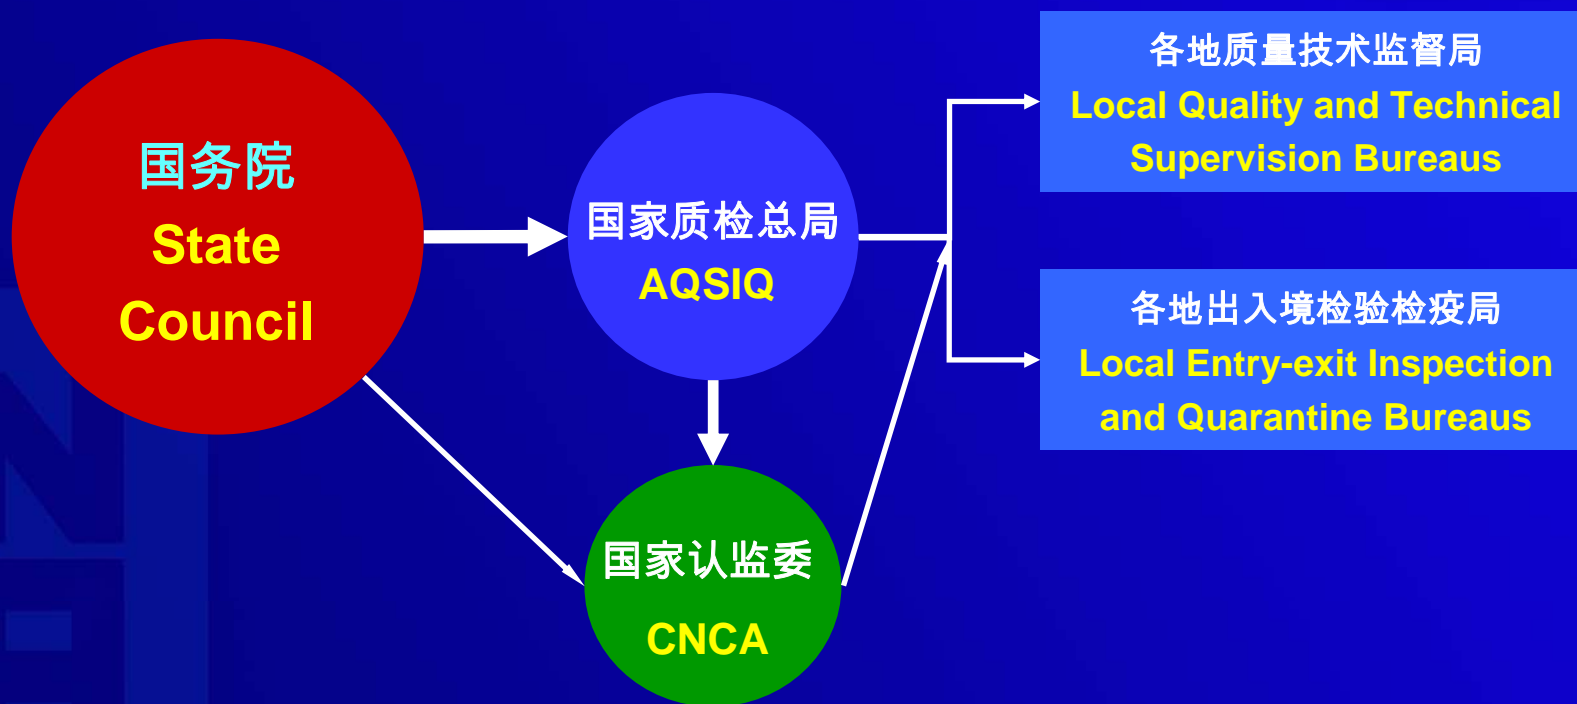 国务院
State
Council
国家质检总局
AQSIQ
国家认监委
CNCA
各地质量技术监督局
Local Quality and Technical
Supervision Bureaus
各地出入境检验检疫局
Local Entry-exit Inspection
and Quarantine Bureaus